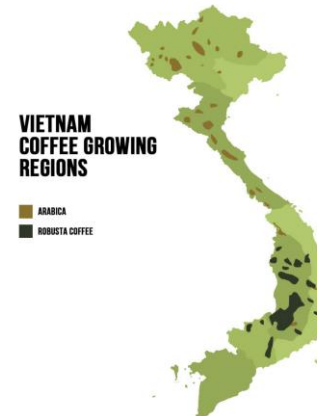 VIETNAM
COFFEE GROWING
REGIONS
ARABICA
ROBUSTA COFFEE